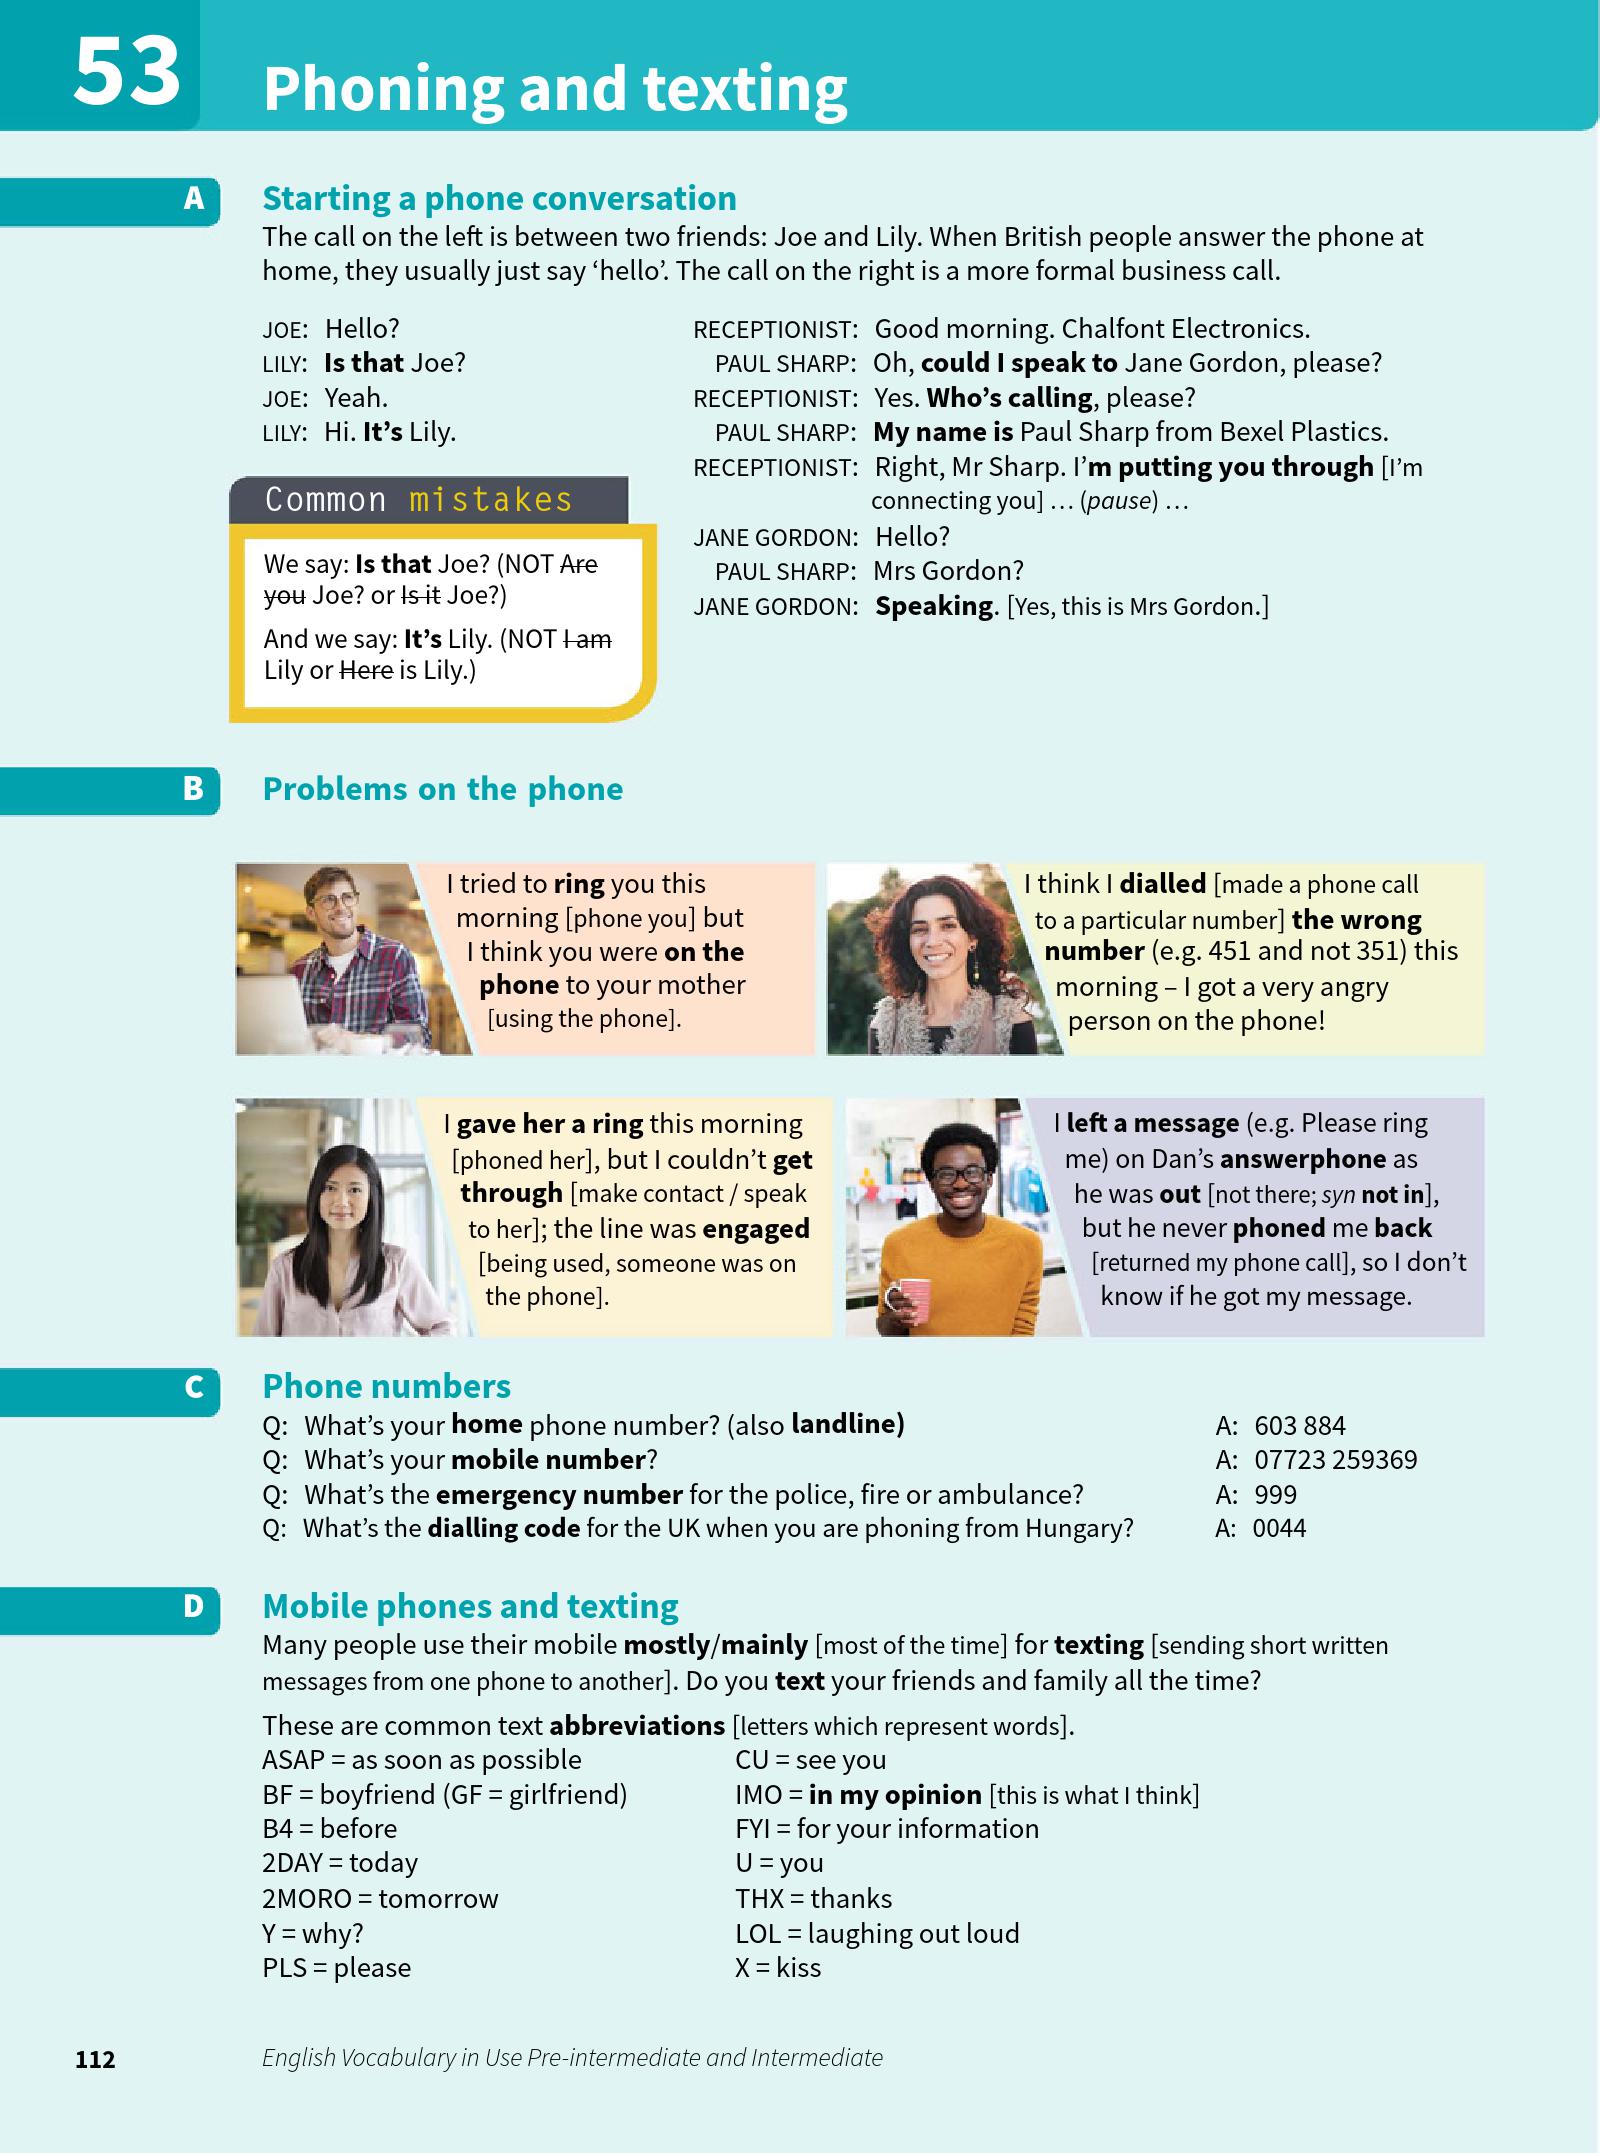 53
Phoning and texting
A
Starting a phone conversation
The call on the left is between two friends: Joe and Lily. When British people answer the phone at
home, they usually just say ‘hello’. The call on the right is a more formal business call.
JOE: Hello?
LILY: Is that Joe?
JOE: Yeah.
LILY: Hi. It’s Lily.
Common mistakes
We say: Is that Joe? (NOT Are
you Joe? or Is it Joe?)
And we say: It’s Lily. (NOT I am
Lily or Here is Lily.)
RECEPTIONIST: Good morning. Chalfont Electronics.
PAUL SHARP: Oh, could I speak to Jane Gordon, please?
RECEPTIONIST: Yes. Who’s calling, please?
PAUL SHARP: My name is Paul Sharp from Bexel Plastics.
RECEPTIONIST: Right, Mr Sharp. I’m putting you through [I’m
connecting you] … (pause) …
JANE GORDON: Hello?
PAUL SHARP: Mrs Gordon?
JANE GORDON: Speaking. [Yes, this is Mrs Gordon.]
B
Problems on the phone
I tried to ring you this
morning [phone you] but
I think you were on the
phone to your mother
[using the phone].
I think I dialled [made a phone call
to a particular number] the wrong
number (e.g. 451 and not 351) this
morning – I got a very angry
person on the phone!
I gave her a ring this morning
[phoned her], but I couldn’t get
through [make contact / speak
to her]; the line was engaged
[being used, someone was on
the phone].
I left a message (e.g. Please ring
me) on Dan’s answerphone as
he was out [not there; syn not in],
but he never phoned me back
[returned my phone call], so I don’t
know if he got my message.
C
Phone numbers
Q: What’s your home phone number? (also landline) A: 603 884
Q: What’s your mobile number? A: 07723 259369
Q: What’s the emergency number for the police, fire or ambulance? A: 999
Q: What’s the dialling code for the UK when you are phoning from Hungary? A: 0044
D
Mobile phones and texting
Many people use their mobile mostly/mainly [most of the time] for texting [sending short written
messages from one phone to another]. Do you text your friends and family all the time?
These are common text abbreviations [letters which represent words].
ASAP = as soon as possible
BF = boyfriend (GF = girlfriend)
B4 = before
2DAY = today
2MORO = tomorrow
Y = why?
PLS = please
CU = see you
IMO = in my opinion [this is what I think]
FYI = for your information
U = you
THX = thanks
LOL = laughing out loud
X = kiss
112
English Vocabulary in Use Pre-intermediate and Intermediate